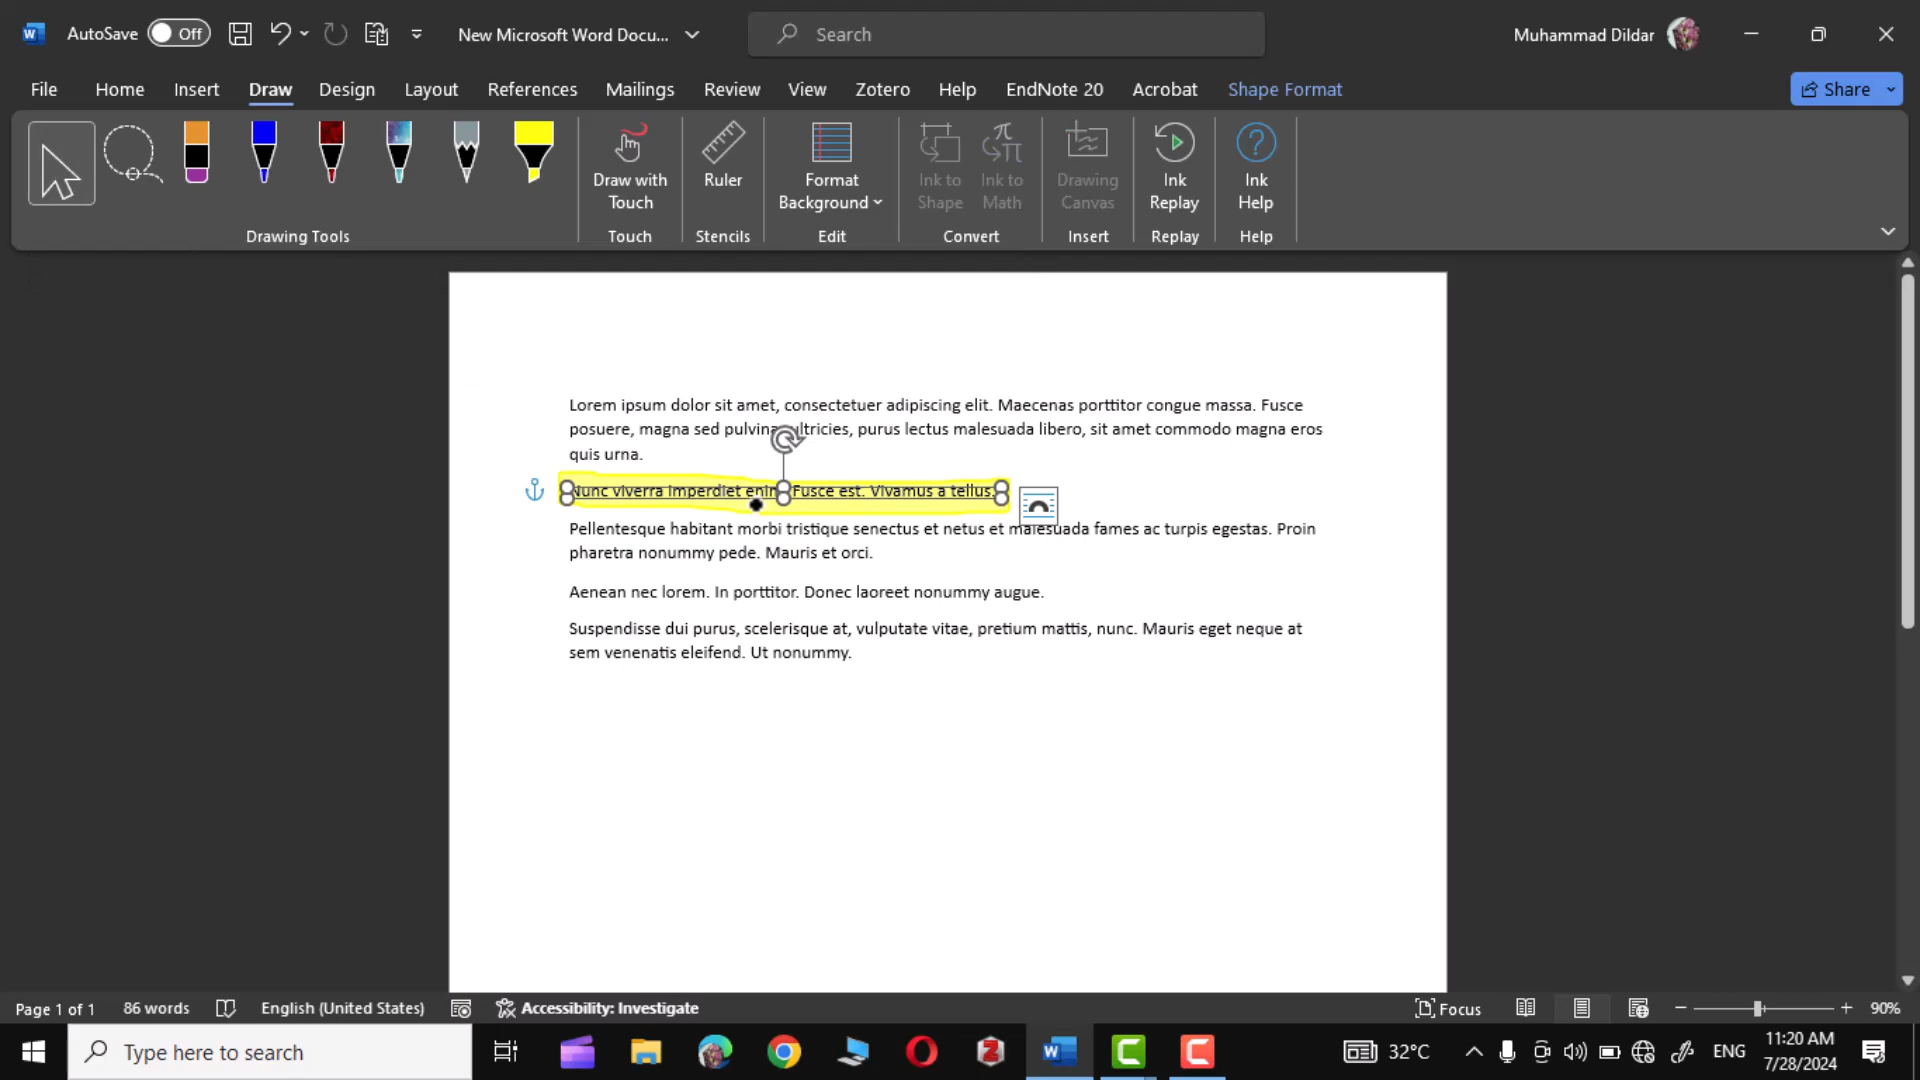 AutoSave Off New Microsoft Word Docu... Search Muhammad Dildar
File Home Insert Draw Design Layout References Mailings Review View Zotero Help EndNote 20 Acrobat Shape Format Share
Draw with Touch Ruler Format Background Ink to Shape Ink to Math Drawing Canvas Ink Replay Ink Help
Drawing Tools Touch Stencils Edit Convert Insert Replay Help
Lorem ipsum dolor sit amet, consectetuer adipiscing elit. Maecenas porttitor congue massa. Fusce
posuere, magna sed pulvinar ultricies, purus lectus malesuada libero, sit amet commodo magna eros
quis urna.
Nunc viverra imperdiet enim. Fusce est. Vivamus a tellus.
Pellentesque habitant morbi tristique senectus et netus et malesuada fames ac turpis egestas. Proin
pharetra nonummy pede. Mauris et orci.
Aenean nec lorem. In porttitor. Donec laoreet nonummy augue.
Suspendisse dui purus, scelerisque at, vulputate vitae, pretium mattis, nunc. Mauris eget neque at
sem venenatis eleifend. Ut nonummy.
Page 1 of 1 86 words English (United States) Accessibility: Investigate Focus 90%
Type here to search 32°C ENG 11:20 AM
7/28/2024